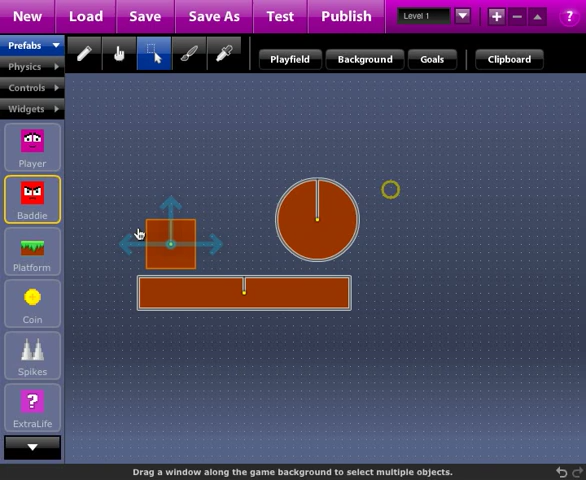 New Load Save Save As Test Publish Level 1 ?
Prefabs
Physics
Controls
Widgets
Playfield Background Goals Clipboard
Player
Baddie
Platform
Coin
Spikes
?
ExtraLife
Drag a window along the game background to select multiple objects.